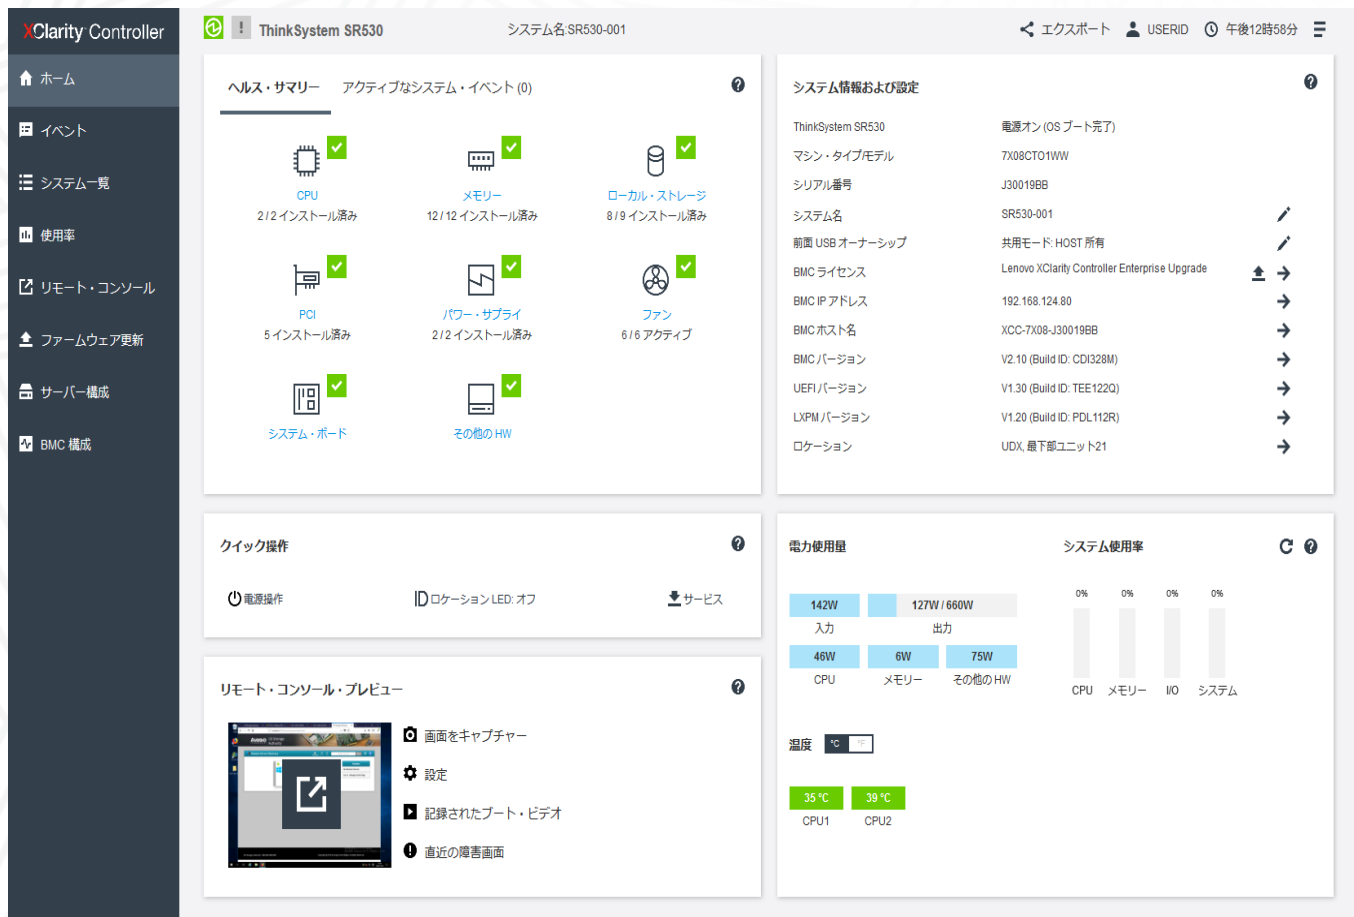 XClarity Controller
ThinkSystem SR530
システム名:SR530-001
エクスポート
USERID
午後12時58分
ホーム
イベント
システム一覧
使用率
リモート・コンソール
ファームウェア更新
サーバー構成
BMC 構成
ヘルス・サマリー
アクティブなシステム・イベント (0)
CPU
2 / 2 インストール済み
メモリー
12 / 12 インストール済み
ローカル・ストレージ
8 / 9 インストール済み
PCI
5 インストール済み
パワー・サプライ
2 / 2 インストール済み
ファン
6 / 6 アクティブ
システム・ボード
その他の HW
システム情報および設定
ThinkSystem SR530 電源オン (OS ブート完了)
マシン・タイプ/モデル 7X08CTO1WW
シリアル番号 J30019BB
システム名 SR530-001
前面 USB オーナーシップ 共用モード: HOST 所有
BMC ライセンス Lenovo XClarity Controller Enterprise Upgrade
BMC IP アドレス 192.168.124.80
BMC ホスト名 XCC-7X08-J30019BB
BMC バージョン V2.10 (Build ID: CDI328M)
UEFI バージョン V1.30 (Build ID: TEE122Q)
LXPM バージョン V1.20 (Build ID: PDL112R)
ロケーション UDX, 最下部ユニット21
クイック操作
電源操作
ロケーション LED: オフ
サービス
リモート・コンソール・プレビュー
画面をキャプチャー
設定
記録されたブート・ビデオ
直近の障害画面
電力使用量
142W
入力
127W / 660W
出力
46W
CPU
6W
メモリー
75W
その他の HW
システム使用率
0% 0% 0% 0%
CPU メモリー I/O システム
温度 °C °F
35 °C 39 °C
CPU1 CPU2